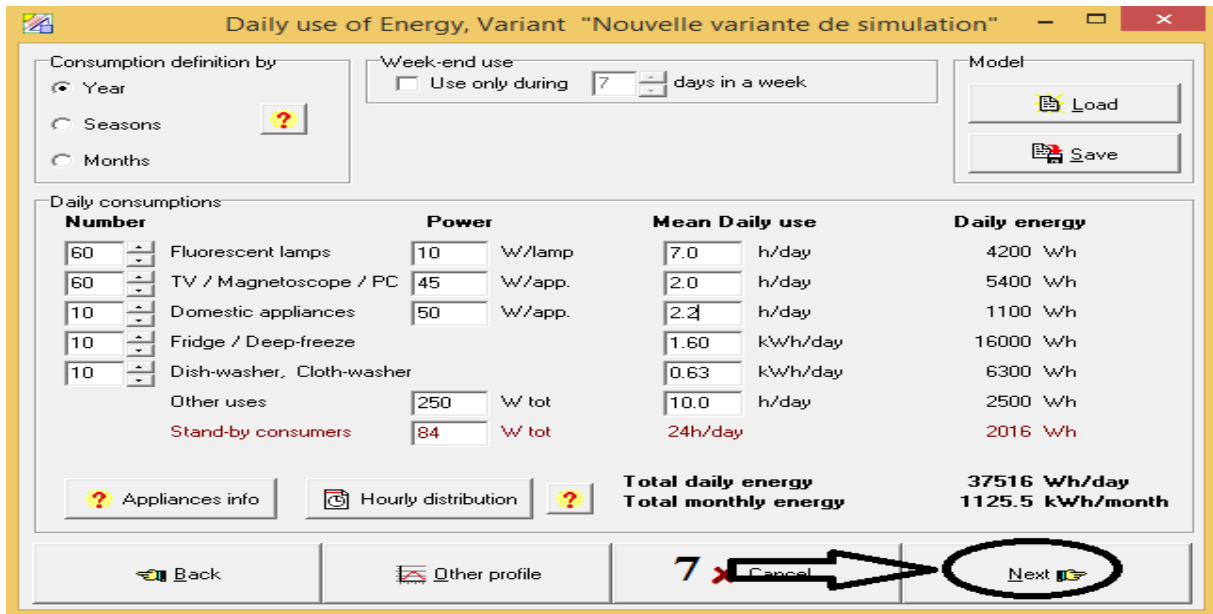 Daily use of Energy, Variant "Nouvelle variante de simulation"
Consumption definition by
Year
Seasons
Months
?
Week-end use
Use only during 7 days in a week
Model
Load
Save
Daily consumptions
Number Power Mean Daily use Daily energy
60 Fluorescent lamps 10 W/lamp 7.0 h/day 4200 Wh
60 TV / Magnetoscope / PC 45 W/app. 2.0 h/day 5400 Wh
10 Domestic appliances 50 W/app. 2.2 h/day 1100 Wh
10 Fridge / Deep-freeze 1.60 kWh/day 16000 Wh
10 Dish-washer, Cloth-washer 0.63 kWh/day 6300 Wh
Other uses 250 W tot 10.0 h/day 2500 Wh
Stand-by consumers 84 W tot 24h/day 2016 Wh
Total daily energy 37516 Wh/day
Total monthly energy 1125.5 kWh/month
? Appliances info Hourly distribution ?
Back Other profile 7 Cancel Next